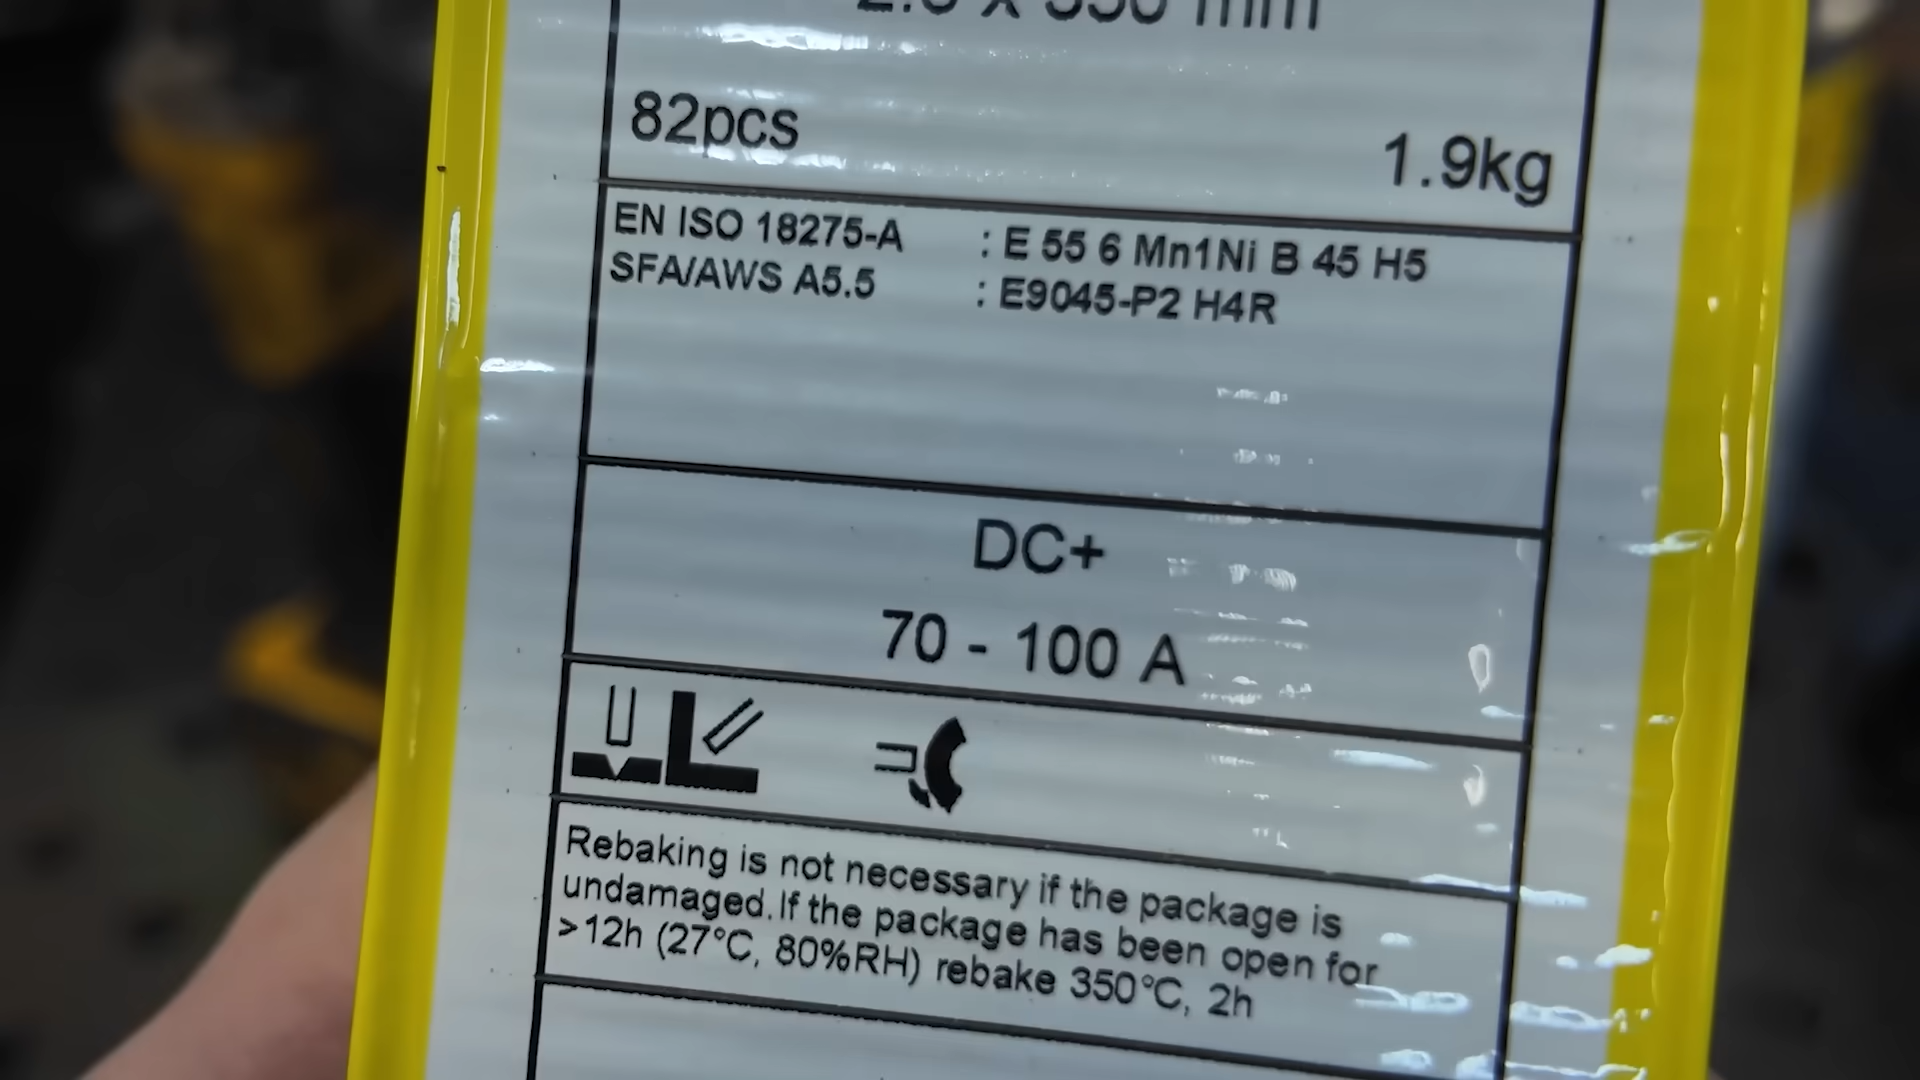 x 350 mm
82pcs
1.9kg
EN ISO 18275-A : E 55 6 Mn1Ni B 45 H5
SFA/AWS A5.5 : E9045-P2 H4R
DC+
70 - 100 A
Rebaking is not necessary if the package is
undamaged. If the package has been open for
>12h (27°C, 80%RH) rebake 350°C, 2h